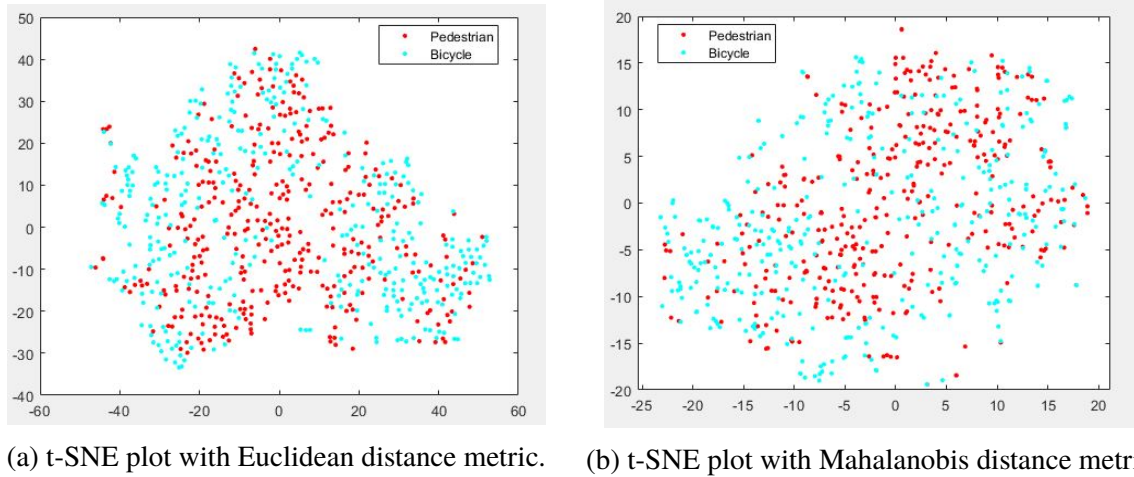 50
40
30
20
10
0
-10
-20
-30
-40
-60 -40 -20 0 20 40 60
Pedestrian
Bicycle
20
15
10
5
0
-5
-10
-15
-20
-25 -20 -15 -10 -5 0 5 10 15 20
Pedestrian
Bicycle
(a) t-SNE plot with Euclidean distance metric.
(b) t-SNE plot with Mahalanobis distance metri